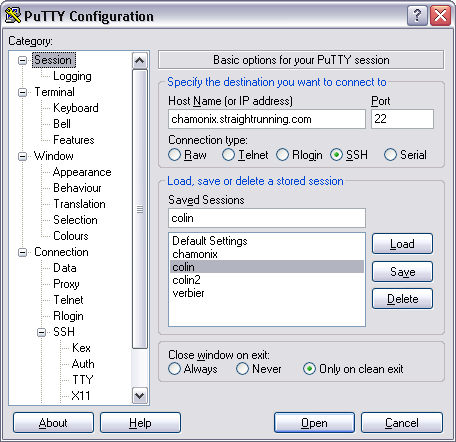 PuTTY Configuration
Category:
Session
Logging
Terminal
Keyboard
Bell
Features
Window
Appearance
Behaviour
Translation
Selection
Colours
Connection
Data
Proxy
Telnet
Rlogin
SSH
Kex
Auth
TTY
X11
Basic options for your PuTTY session
Specify the destination you want to connect to
Host Name (or IP address) Port
chamonix.straightrunning.com 22
Connection type:
Raw Telnet Rlogin SSH Serial
Load, save or delete a stored session
Saved Sessions
colin
Default Settings
chamonix
colin
colin2
verbier
Load
Save
Delete
Close window on exit:
Always Never Only on clean exit
About Help Open Cancel